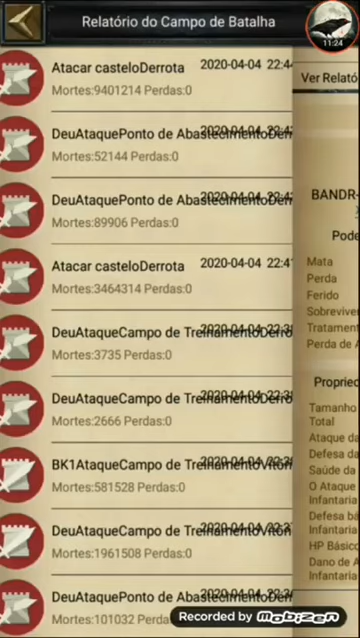 Relatório do Campo de Batalha
11:24
Atacar casteloDerrota 2020-04-04 22:4
Mortes:9401214 Perdas:0
DeuAtaquePonto de Abastecimento
Mortes:52144 Perdas:0
DeuAtaquePonto de Abastecimento
Mortes:89906 Perdas:0
Atacar casteloDerrota 2020-04-04 22:4
Mortes:3464314 Perdas:0
DeuAtaqueCampo de Treinamento
Mortes:3735 Perdas:0
DeuAtaqueCampo de Treinamento
Mortes:2666 Perdas:0
BK1AtaqueCampo de Treinamento
Mortes:581528 Perdas:0
DeuAtaqueCampo de Treinamento
Mortes:1961508 Perdas:0
DeuAtaquePonto de Abastecimento
Mortes:101032 Perda
Ver Relató
BANDR-
Pode
Mata
Perda
Ferido
Sobreviver
Tratament
Perda de A
Propried
Tamanho
Total
Ataque da
Defesa da
Saúde da
O Ataque
Infantaria
Defesa bá
Infantaria
HP Básico
Dano de A
Infantaria
Recorded by Mobizen